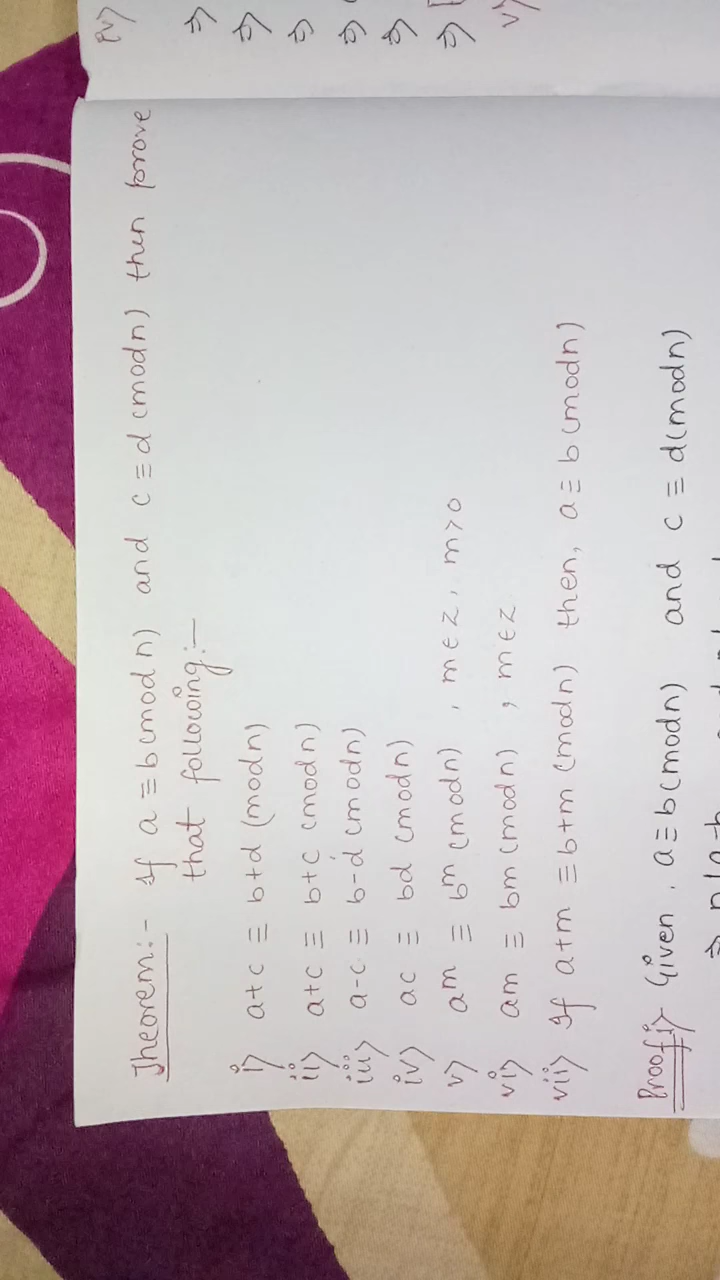 Theorem:- If a ≡ b (mod n) and c ≡ d (mod n) then prove
that following:-
i> a+c ≡ b+d (mod n)
ii> a+c ≡ b+c (mod n)
iii> a-c ≡ b-d (mod n)
iv> ac ≡ bd (mod n)
v> a^m ≡ b^m (mod n), m ∈ Z, m>0
vi> am ≡ bm (mod n), m ∈ Z
vii> If a+m ≡ b+m (mod n) then, a ≡ b (mod n)
Proof i> Given, a ≡ b (mod n) and c ≡ d (mod n)
iv>
⇒
⇒
⇒
⇒
⇒
⇒
v>